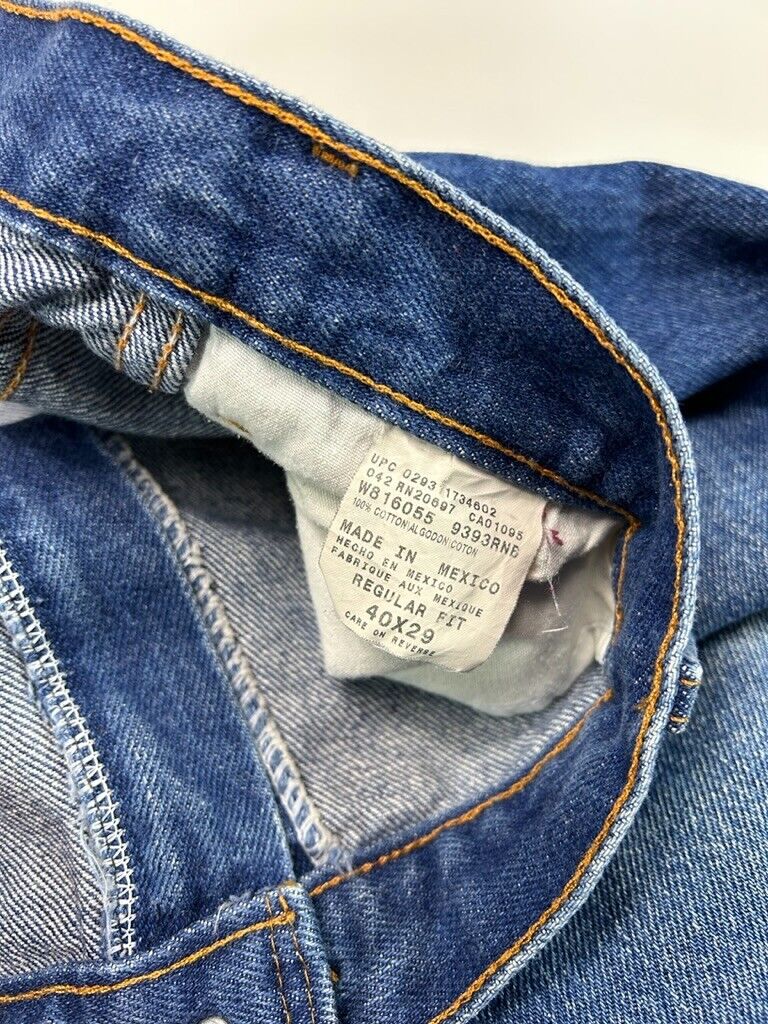 UPC 0293 1734602
042 RN20697 CA01095
W816055 9393RNB
100% COTTON/ALGODON/COTON
MADE IN MEXICO
HECHO EN MEXICO
FABRIQUE AUX MEXIQUE
REGULAR FIT
40X29
CARE ON REVERSE